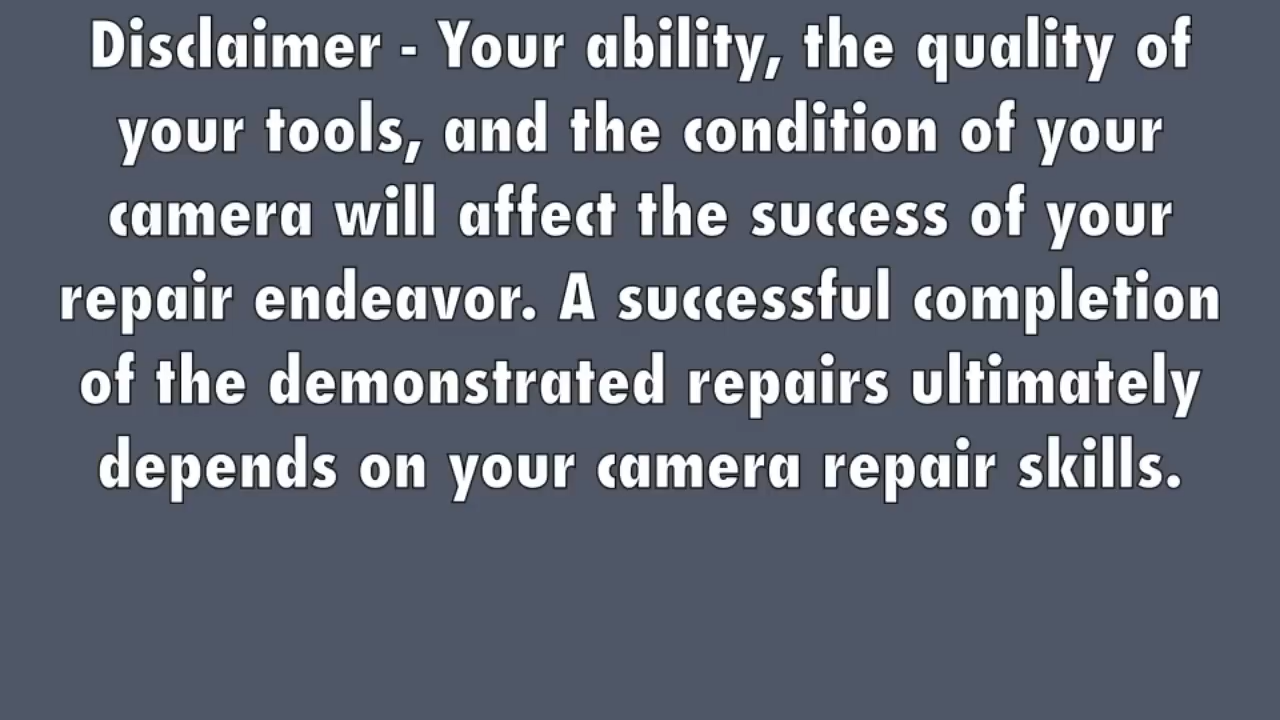 Disclaimer - Your ability, the quality of
your tools, and the condition of your
camera will affect the success of your
repair endeavor. A successful completion
of the demonstrated repairs ultimately
depends on your camera repair skills.